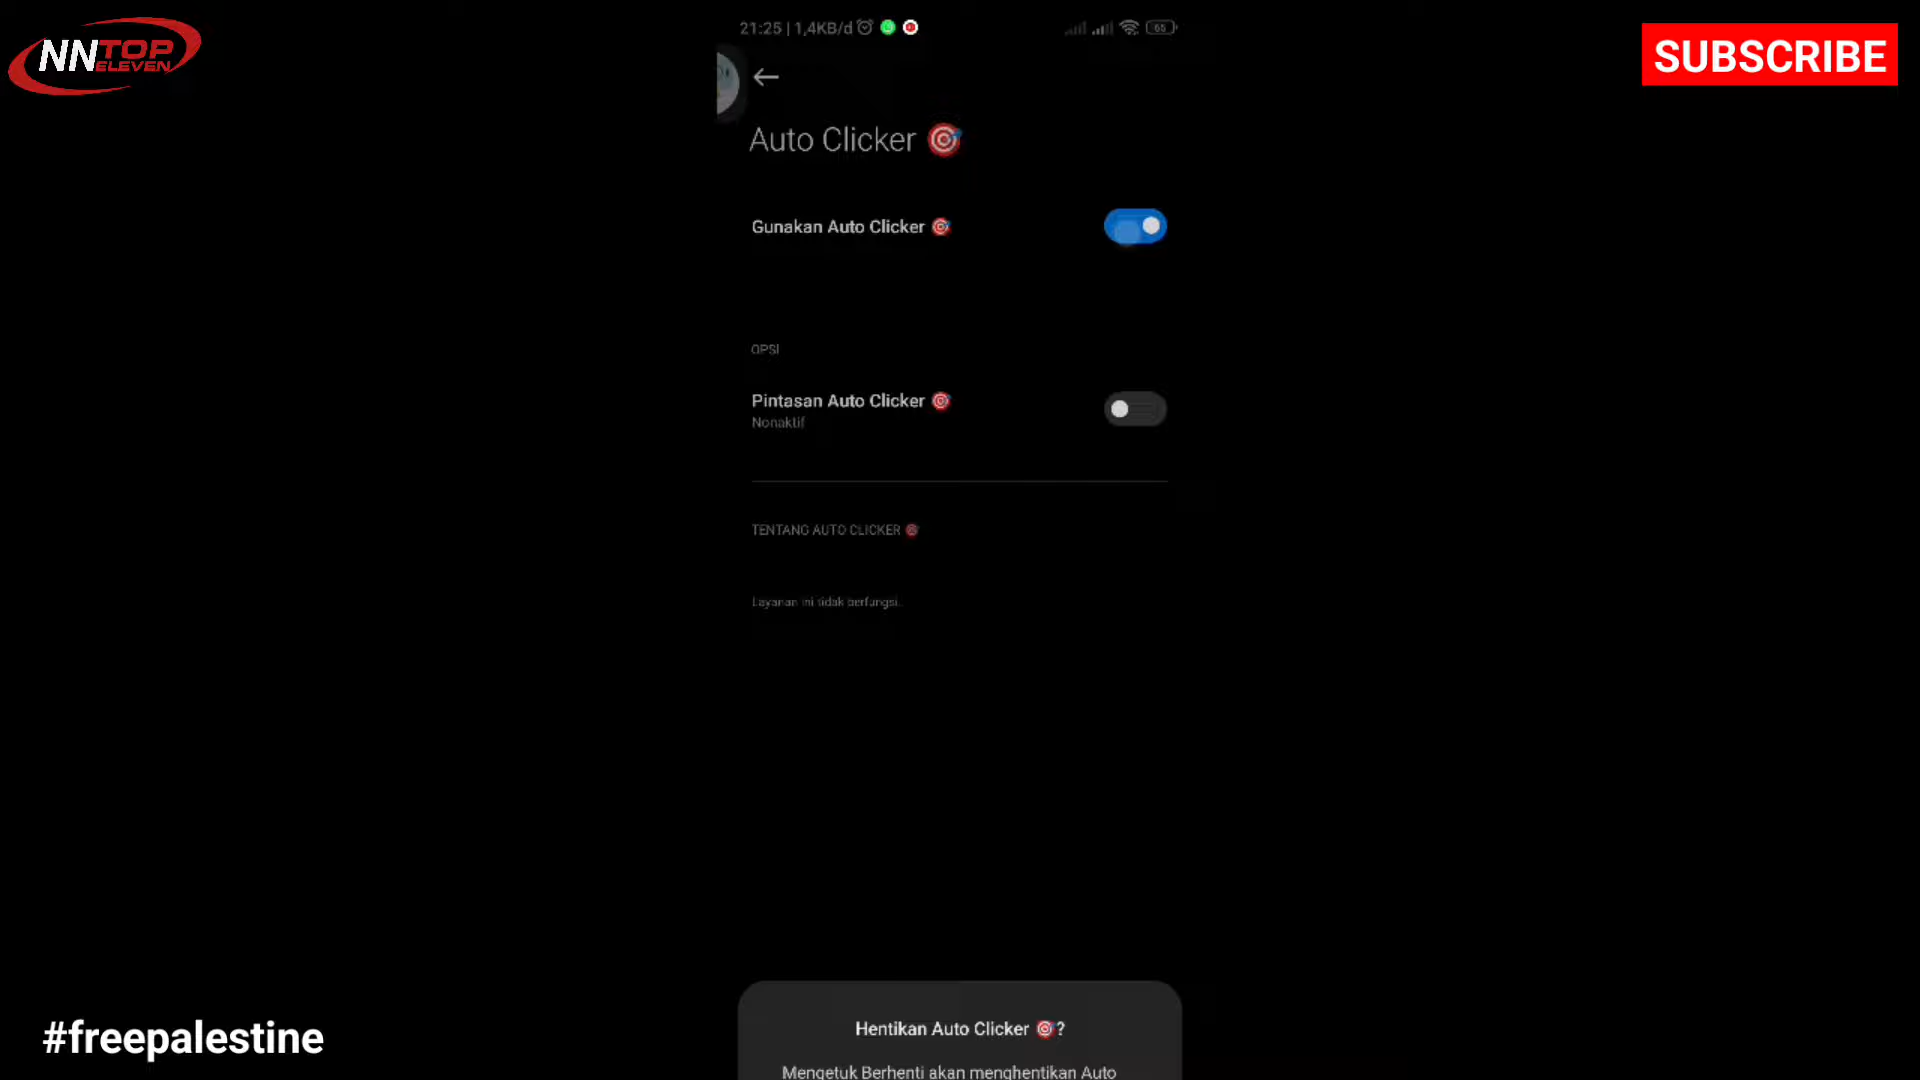 NNTOP
ELEVEN
SUBSCRIBE
21:25 | 1,4KB/d
65
Auto Clicker 🎯
Gunakan Auto Clicker 🎯
OPSI
Pintasan Auto Clicker 🎯
Nonaktif
TENTANG AUTO CLICKER 🎯
Layanan ini tidak berfungsi.
#freepalestine
Hentikan Auto Clicker 🎯?
Mengetuk Berhenti akan menghentikan Auto